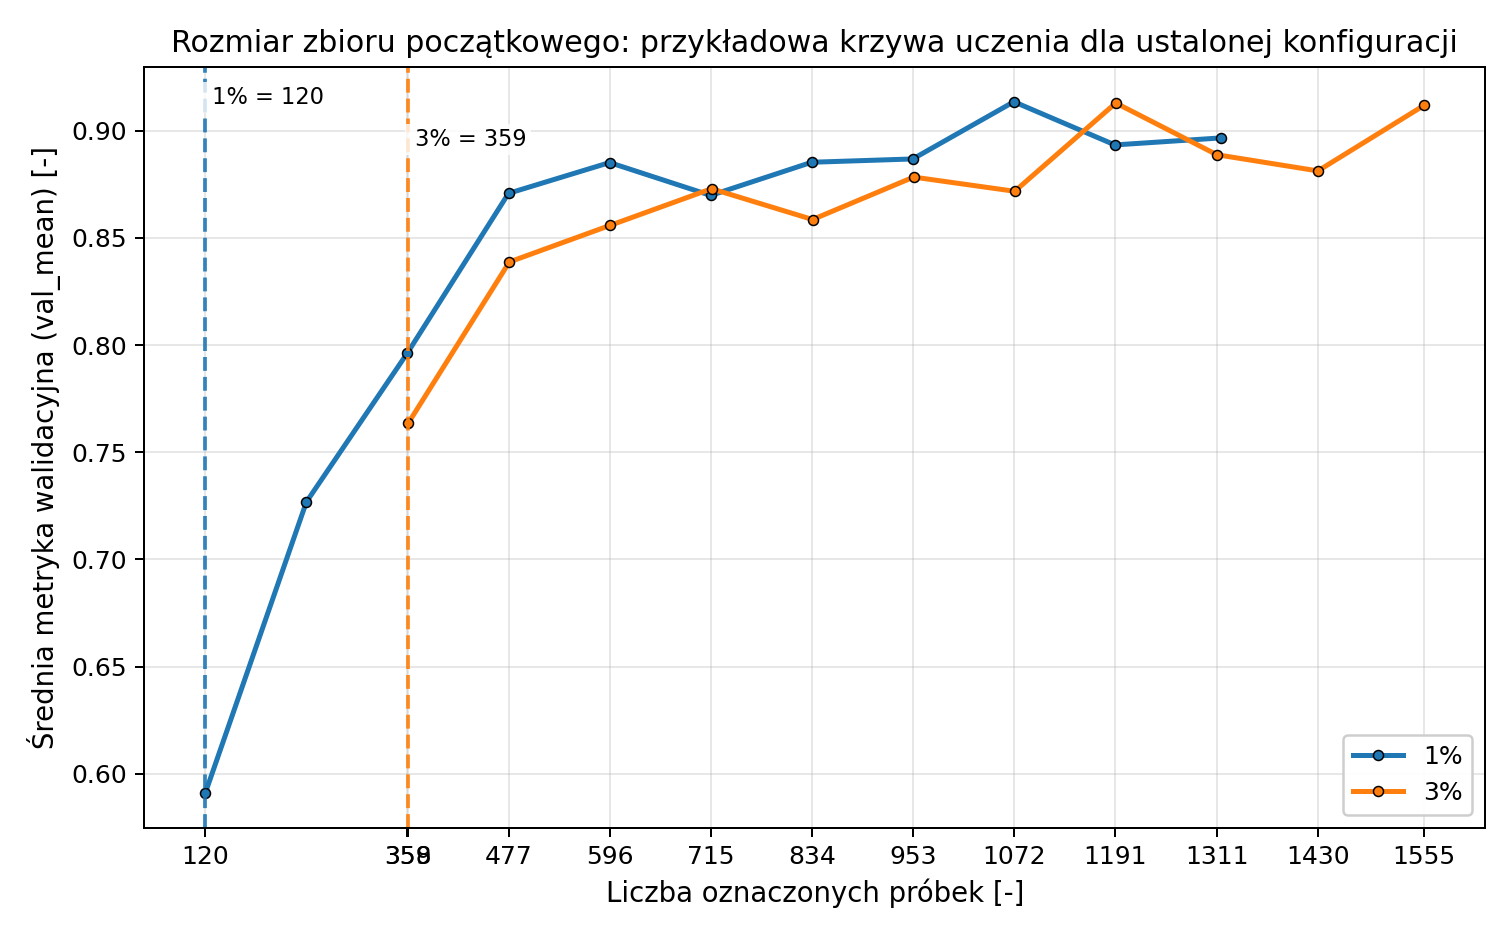 Rozmiar zbioru początkowego: przykładowa krzywa uczenia dla ustalonej konfiguracji
1% = 120
3% = 359
0.90
0.85
0.80
0.75
0.70
0.65
0.60
Średnia metryka walidacyjna (val_mean) [-]
1%
3%
120 477 596 715 834 953 1072 1191 1311 1430 1555
Liczba oznaczonych próbek [-]